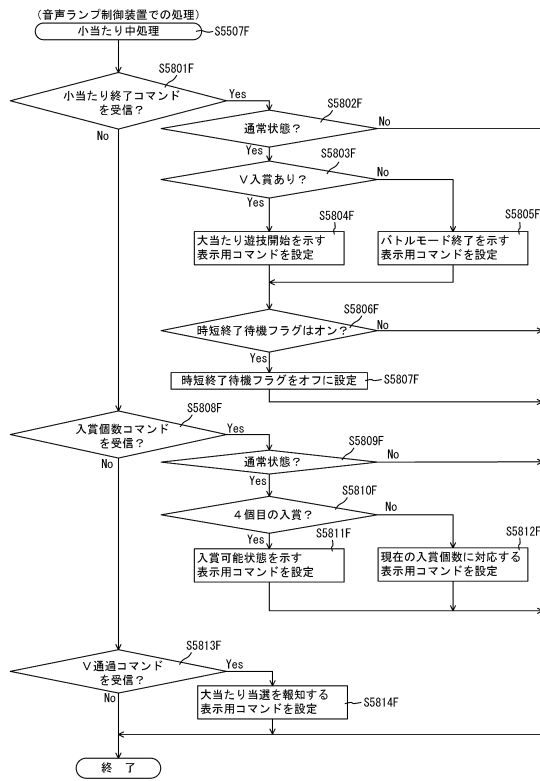 (音声ランプ制御装置での処理)
小当たり中処理
S5507F
S5801F
小当たり終了コマンド
を受信？
Yes
No
S5802F
通常状態？
No
Yes
S5803F
Ｖ入賞あり？
No
Yes
S5804F
大当たり遊技開始を示す
表示用コマンドを設定
S5805F
バトルモード終了を示す
表示用コマンドを設定
S5806F
時短終了待機フラグはオン？
No
Yes
時短終了待機フラグをオフに設定
S5807F
S5808F
入賞個数コマンド
を受信？
Yes
No
S5809F
通常状態？
No
Yes
S5810F
４個目の入賞？
No
Yes
S5811F
入賞可能状態を示す
表示用コマンドを設定
S5812F
現在の入賞個数に対応する
表示用コマンドを設定
S5813F
Ｖ通過コマンド
を受信？
Yes
No
大当たり当選を報知する
表示用コマンドを設定
S5814F
終 了